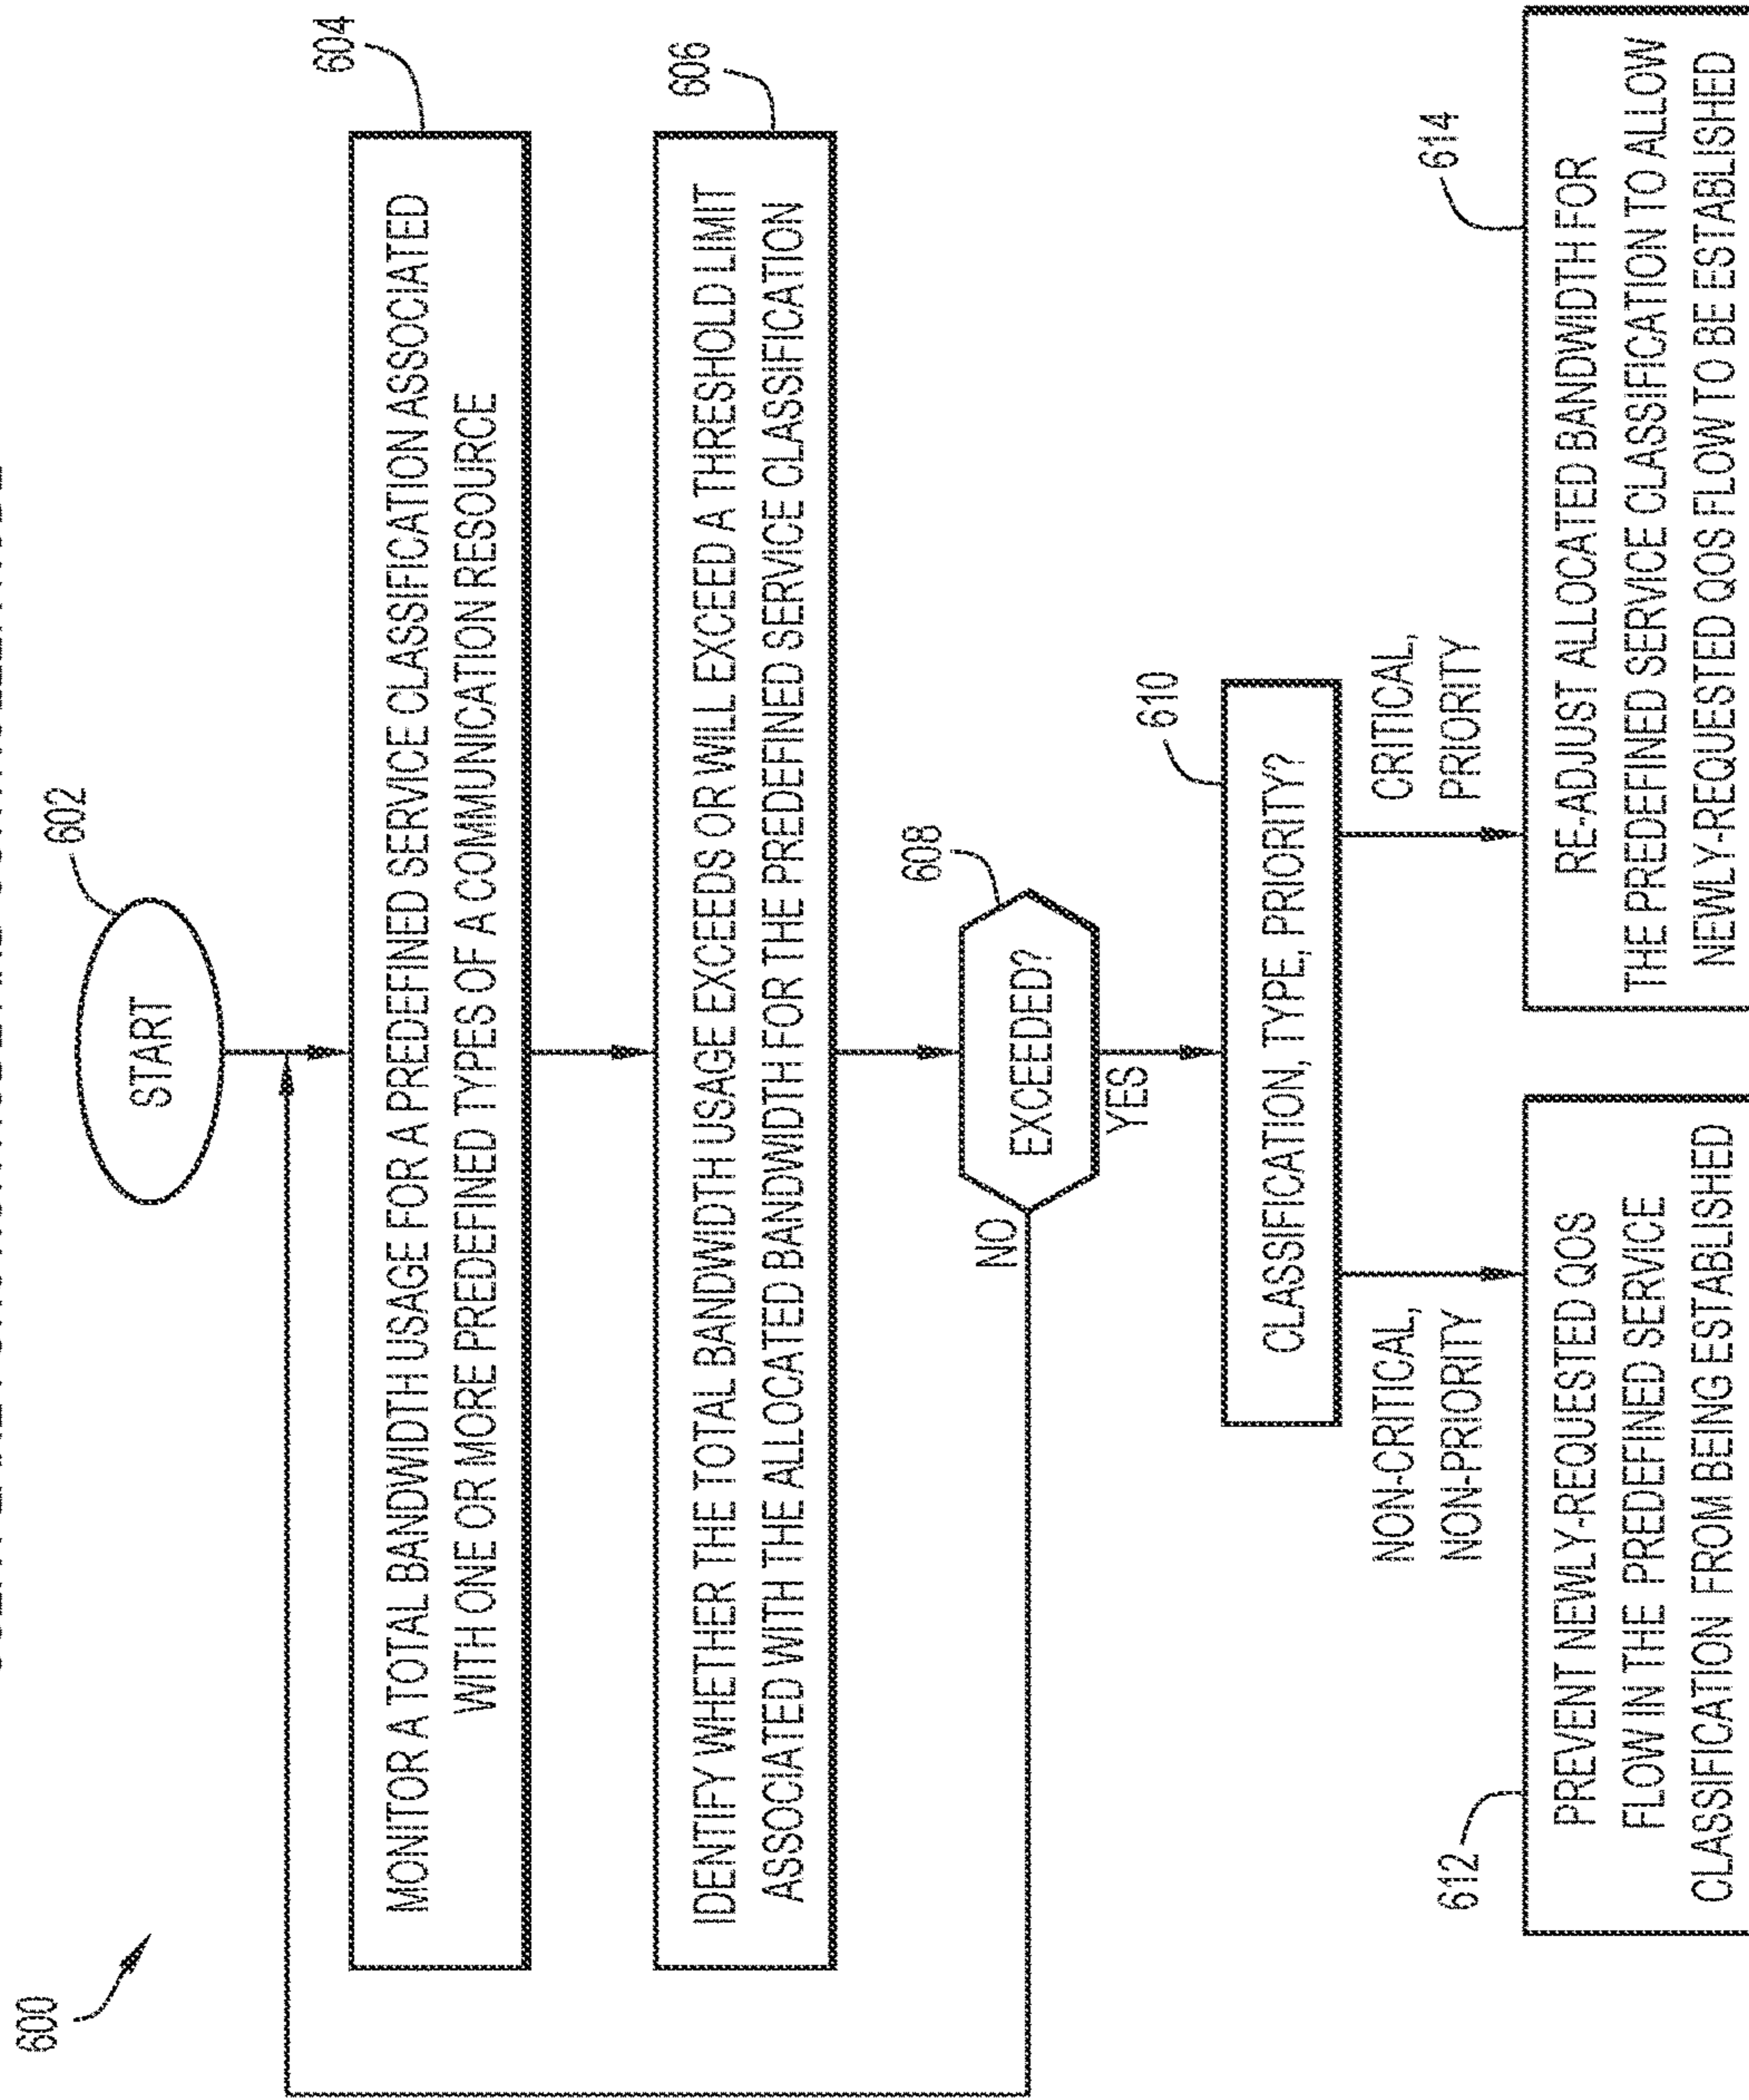 600
602
START
604
MONITOR A TOTAL BANDWIDTH USAGE FOR A PREDEFINED SERVICE CLASSIFICATION ASSOCIATED
WITH ONE OR MORE PREDEFINED TYPES OF A COMMUNICATION RESOURCE
606
IDENTIFY WHETHER THE TOTAL BANDWIDTH USAGE EXCEEDS OR WILL EXCEED A THRESHOLD LIMIT
ASSOCIATED WITH THE ALLOCATED BANDWIDTH FOR THE PREDEFINED SERVICE CLASSIFICATION
608
EXCEEDED?
NO
YES
610
CLASSIFICATION, TYPE, PRIORITY?
NON-CRITICAL,
NON-PRIORITY
CRITICAL,
PRIORITY
612
PREVENT NEWLY-REQUESTED QOS
FLOW IN THE PREDEFINED SERVICE
CLASSIFICATION FROM BEING ESTABLISHED
614
RE-ADJUST ALLOCATED BANDWIDTH FOR
THE PREDEFINED SERVICE CLASSIFICATION TO ALLOW
NEWLY-REQUESTED QOS FLOW TO BE ESTABLISHED